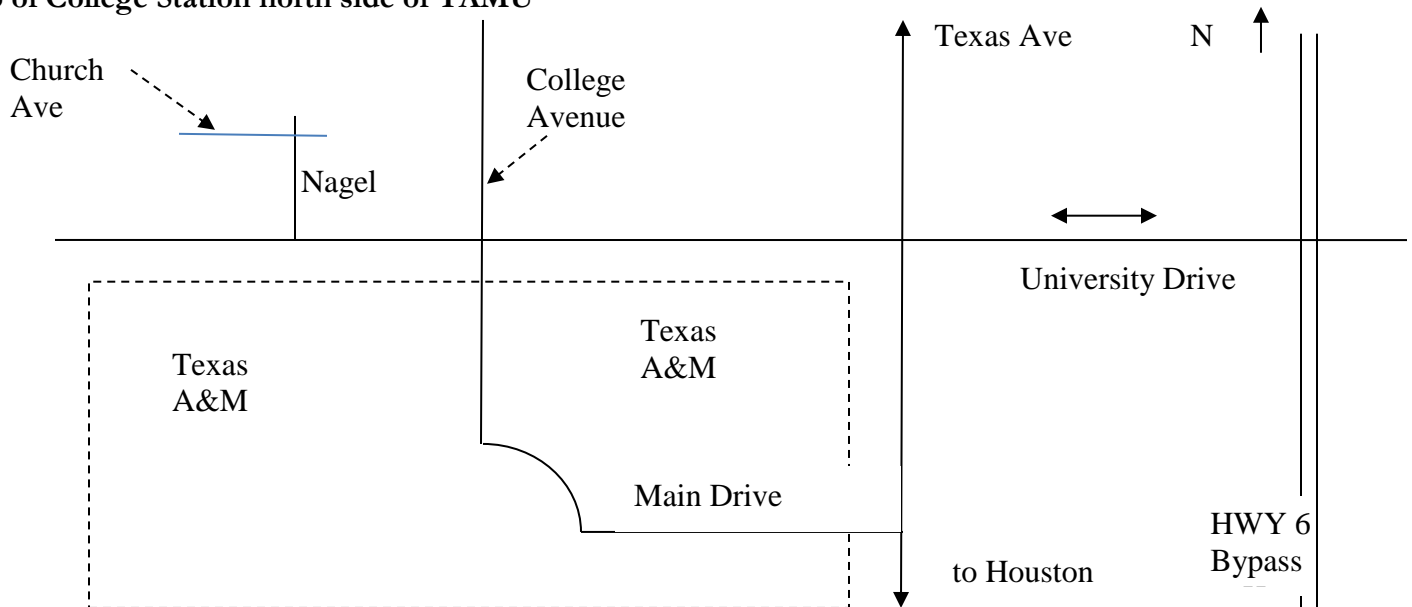 of College Station north side of TAMU
Texas Ave
N
Church
Ave
College
Avenue
Nagel
University Drive
Texas
A&M
Texas
A&M
Main Drive
HWY 6
Bypass
to Houston